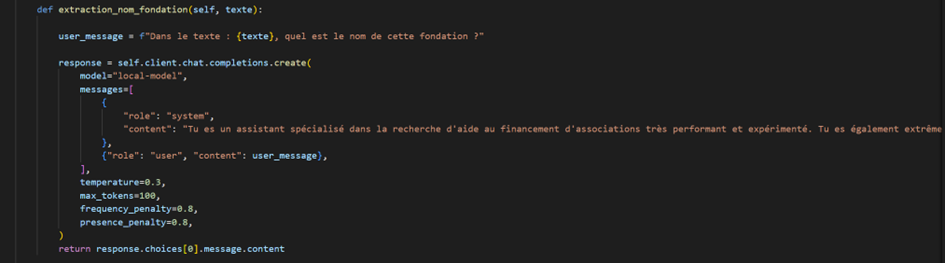 def extraction_nom_fondation(self, texte):
user_message = f"Dans le texte : {texte}, quel est le nom de cette fondation ?"
response = self.client.chat.completions.create(
model="local-model",
messages=[
{
"role": "system",
"content": "Tu es un assistant spécialisé dans la recherche d'aide au financement d'associations très performant et expérimenté. Tu es également extrême
},
{"role": "user", "content": user_message},
],
temperature=0.3,
max_tokens=100,
frequency_penalty=0.8,
presence_penalty=0.8,
)
return response.choices[0].message.content